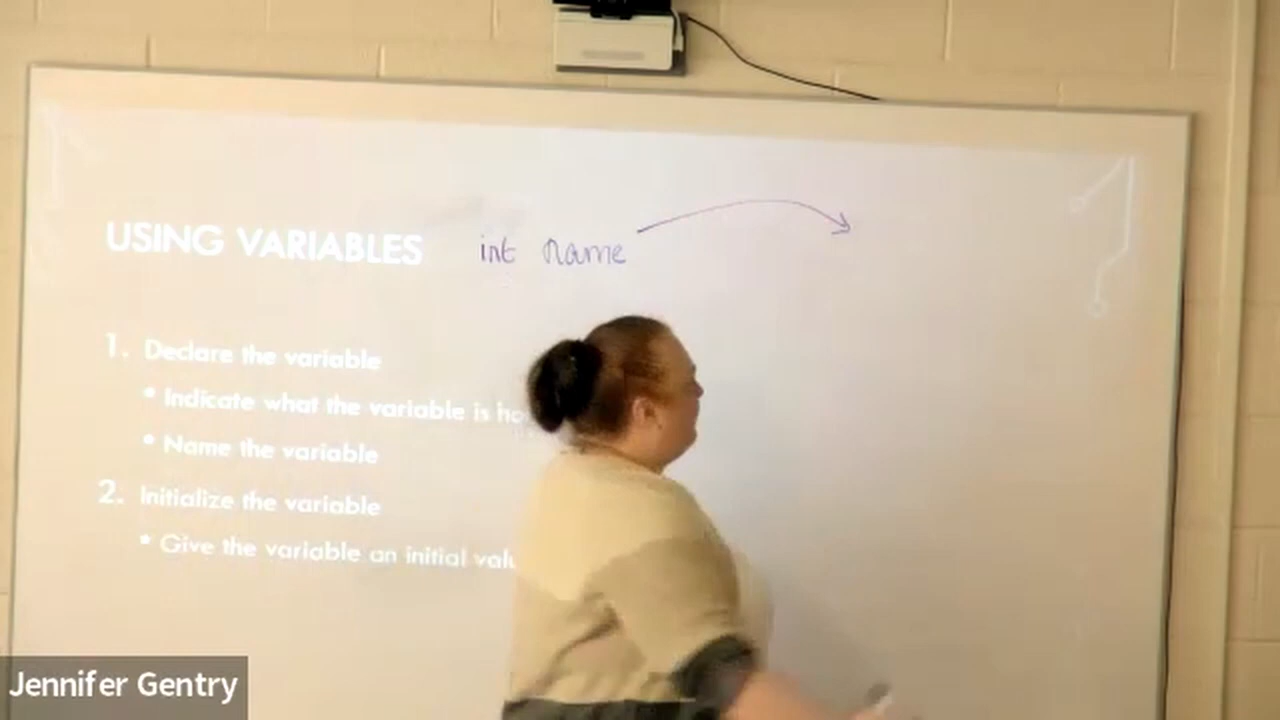 USING VARIABLES int name
1. Declare the variable
• Indicate what the variable is
• Name the variable
2. Initialize the variable
• Give the variable an initial
Jennifer Gentry